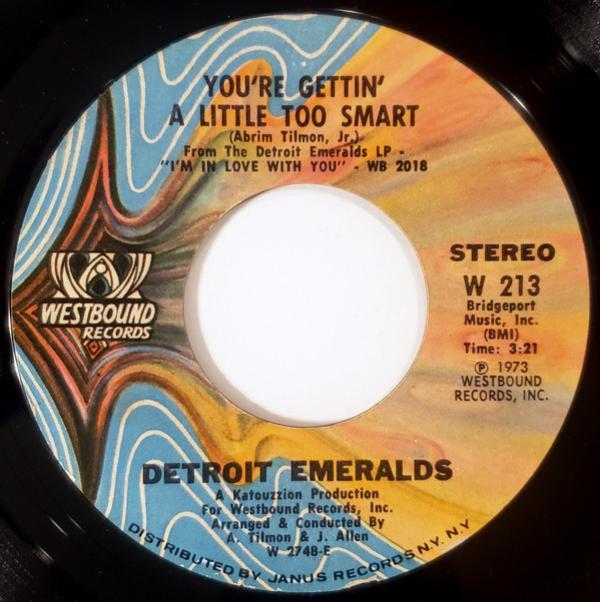 YOU'RE GETTIN'
A LITTLE TOO SMART
(Abrim Tilmon, Jr.)
From The Detroit Emeralds LP -
"I'M IN LOVE WITH YOU" - WB 2018
WESTBOUND
RECORDS
STEREO
W 213
Bridgeport
Music, Inc.
(BMI)
Time: 3:21
℗ 1973
WESTBOUND
RECORDS, INC.
DETROIT EMERALDS
A Katouzzion Production
For Westbound Records, Inc.
Arranged & Conducted By
A. Tilmon & J. Allen
W 2748-E
DISTRIBUTED BY JANUS RECORDS N.Y. N.Y